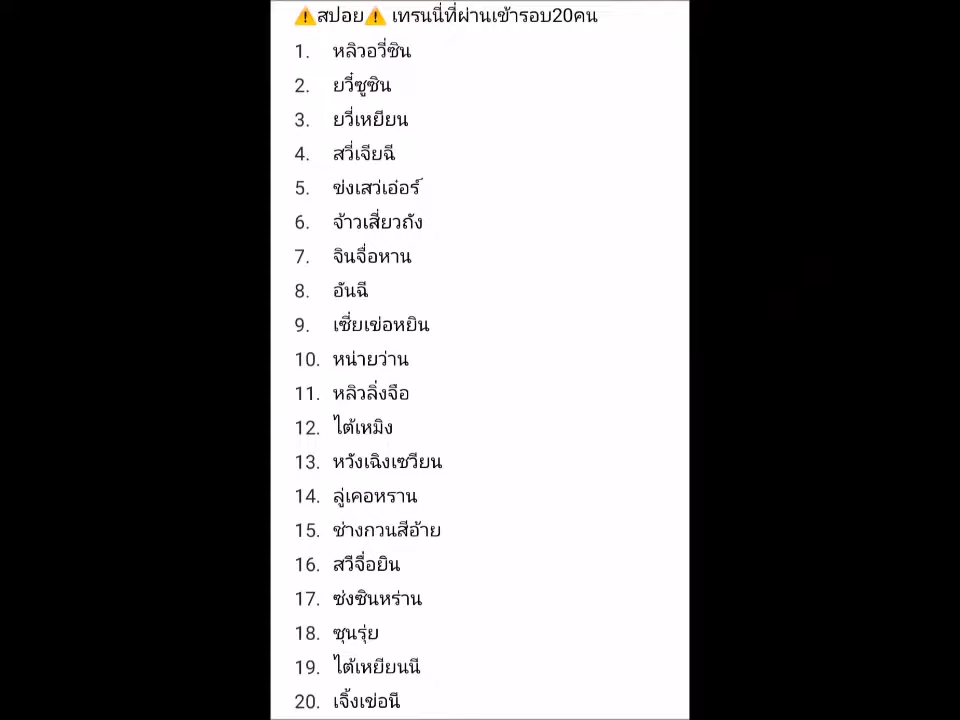 ⚠️สปอย⚠️ เทรนนี่ที่ผ่านเข้ารอบ20คน
1. หลิวอวี่ซิน
2. ยวี๋ซูซิน
3. ยวี่เหยียน
4. สวี่เจียฉี
5. ข่งเสว่เอ๋อร์
6. จ้าวเสี่ยวถัง
7. จินจื่อหาน
8. อันฉี
9. เซี่ยเข่อหยิน
10. หน่ายว่าน
11. หลิวลิ่งจือ
12. ไต้เหมิง
13. หวังเฉิงเซวียน
14. ลู่เคอหราน
15. ซ่างกวนสีอ้าย
16. สวีจื่อยิน
17. ซ่งซินหร่าน
18. ซุนรุ่ย
19. ไต้เหยียนนี
20. เจิ้งเข่อนี